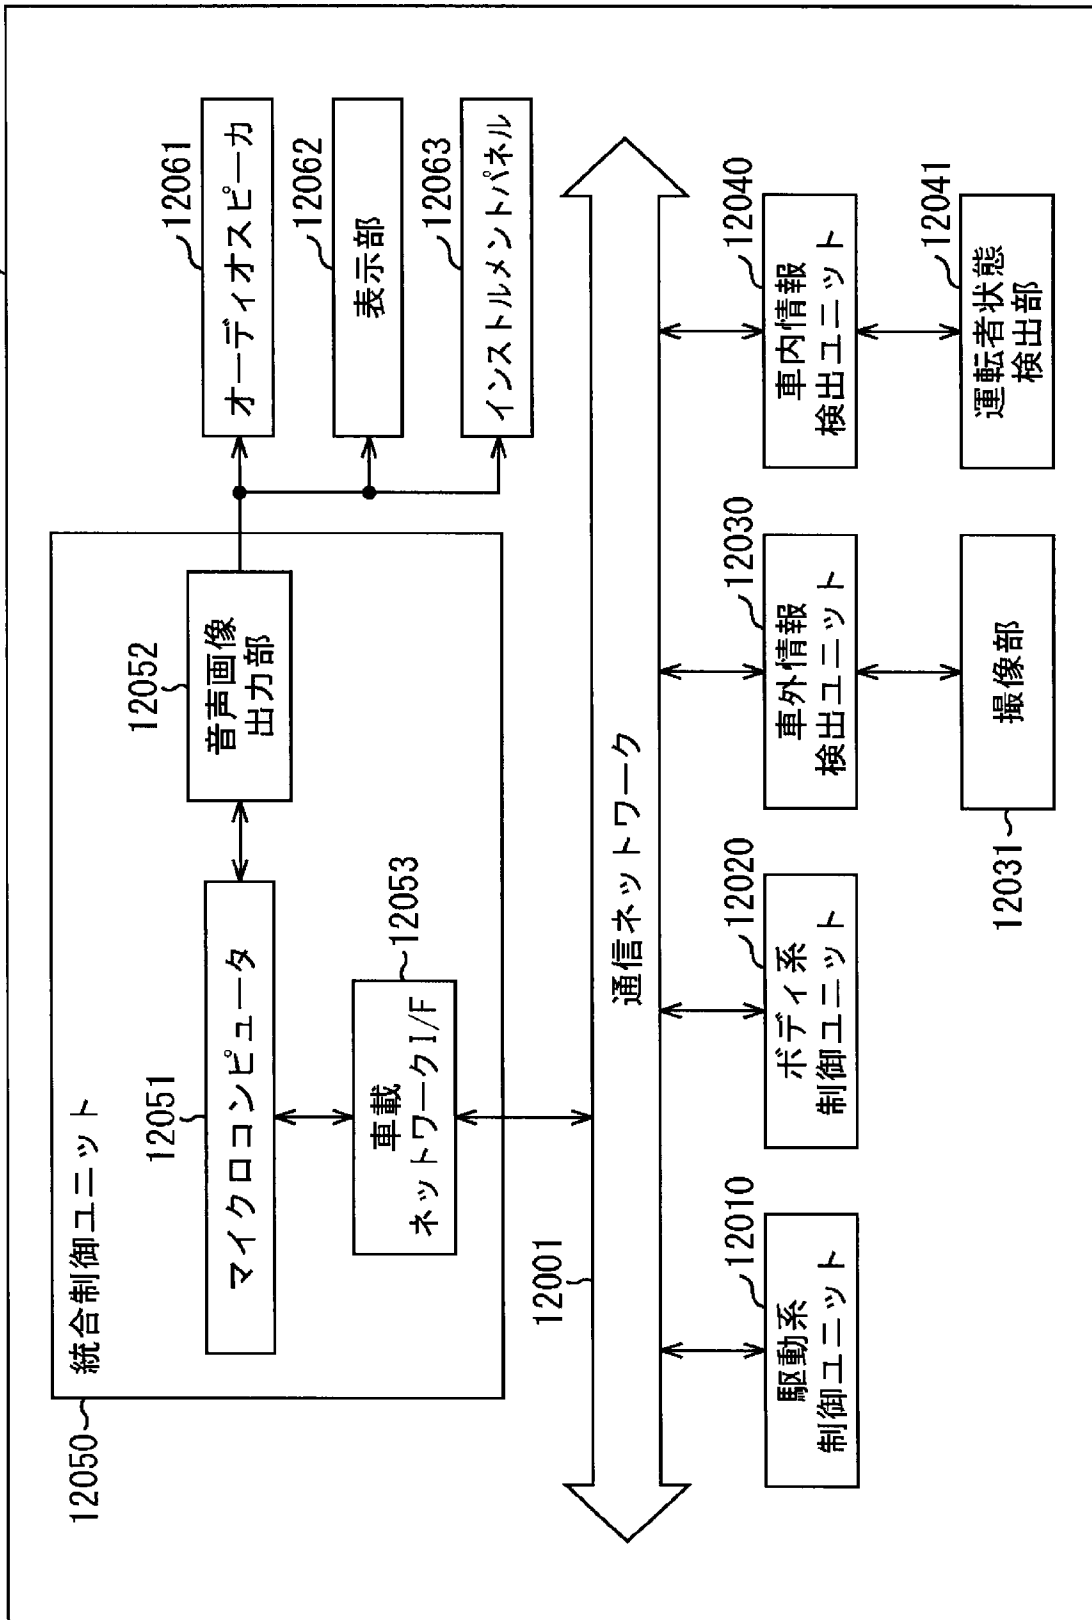 12050
統合制御ユニット
12051
マイクロコンピュータ
12052
音声画像
出力部
12053
車載
ネットワークI/F
12061
オーディオスピーカ
12062
表示部
12063
インストルメントパネル
12001
通信ネットワーク
12010
駆動系
制御ユニット
12020
ボディ系
制御ユニット
12030
車外情報
検出ユニット
12040
車内情報
検出ユニット
12031
撮像部
12041
運転者状態
検出部